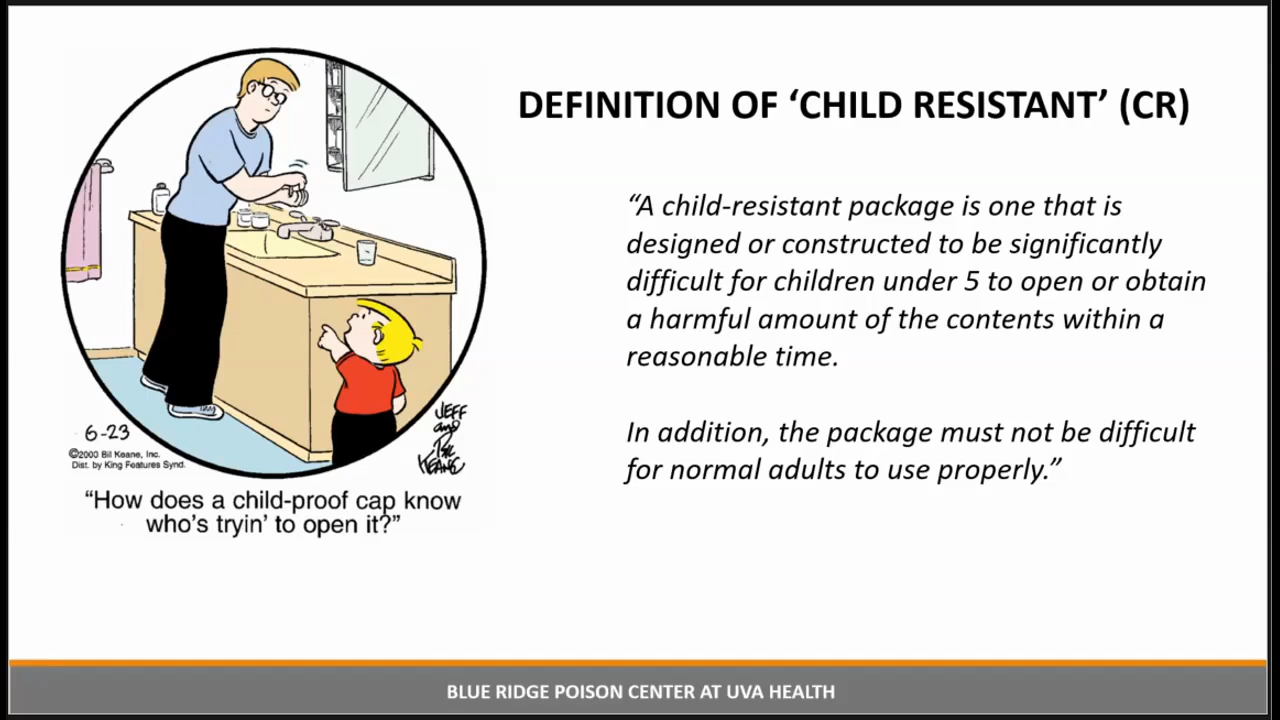 DEFINITION OF ‘CHILD RESISTANT’ (CR)
“A child-resistant package is one that is
designed or constructed to be significantly
difficult for children under 5 to open or obtain
a harmful amount of the contents within a
reasonable time.
In addition, the package must not be difficult
for normal adults to use properly.”
6-23
©2000 Bil Keane, Inc.
Dist. by King Features Synd.
JEFF
and
BIL
KEANE
“How does a child-proof cap know
who's tryin' to open it?”
BLUE RIDGE POISON CENTER AT UVA HEALTH